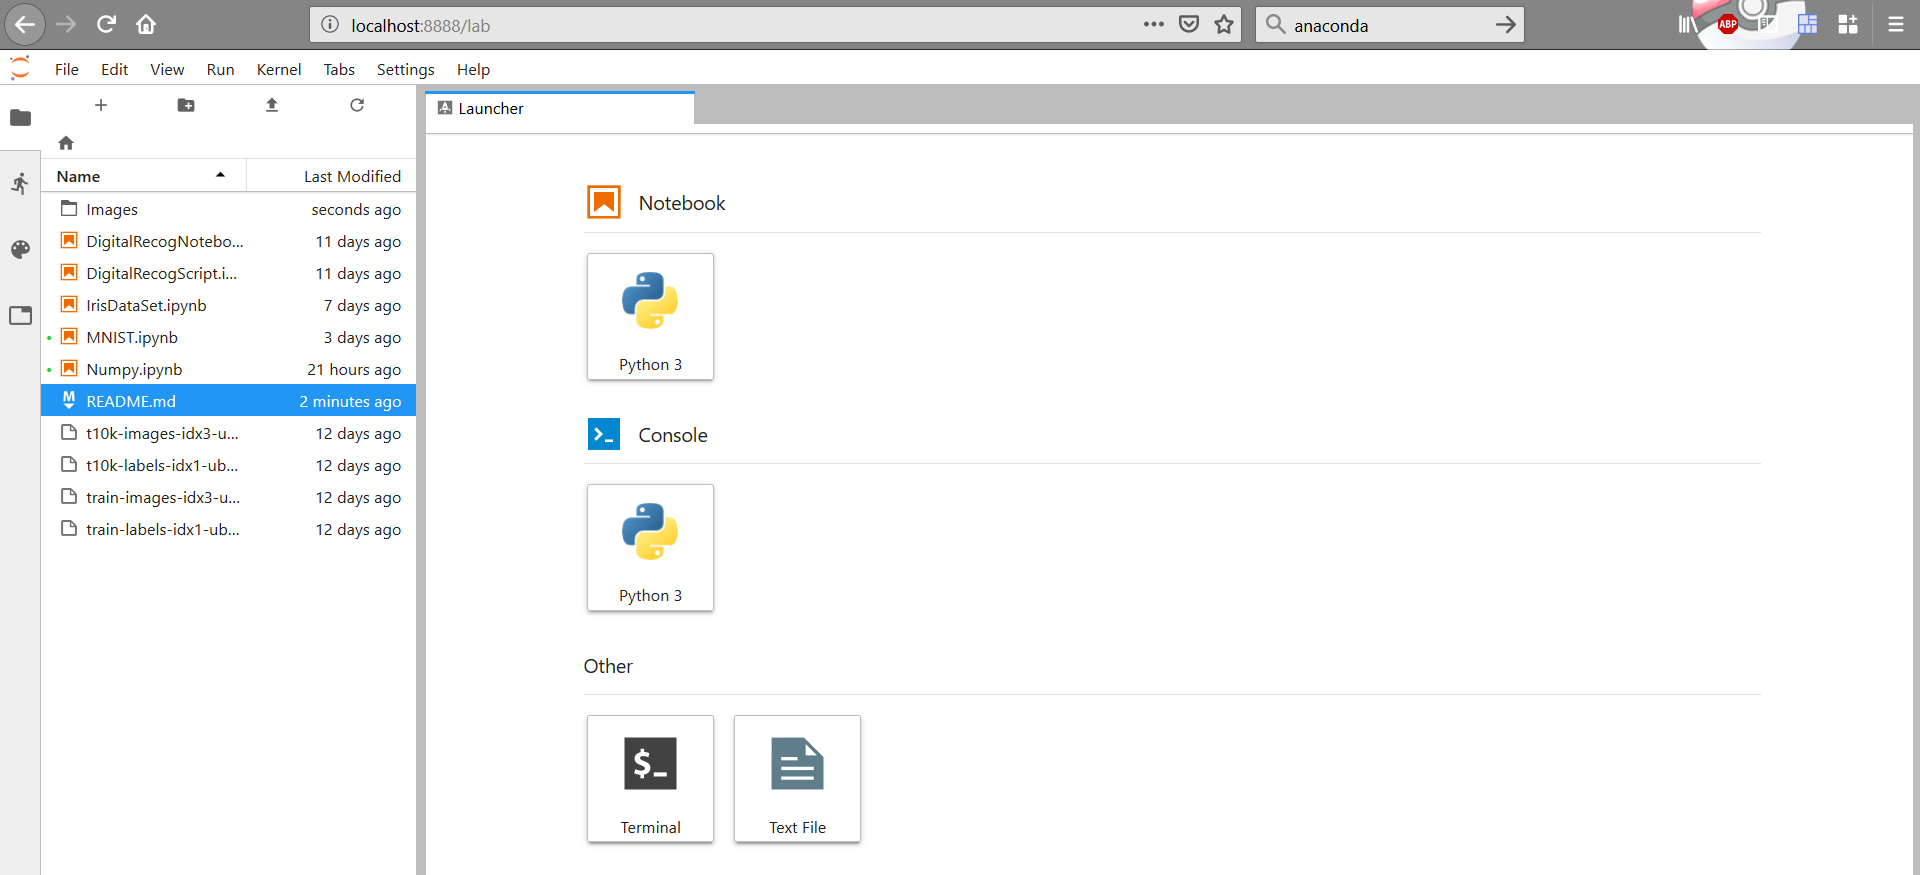 localhost:8888/lab
anaconda
ABP
File Edit View Run Kernel Tabs Settings Help
Launcher
Name Last Modified
Images seconds ago
DigitalRecogNotebo... 11 days ago
DigitalRecogScript.i... 11 days ago
IrisDataSet.ipynb 7 days ago
MNIST.ipynb 3 days ago
Numpy.ipynb 21 hours ago
README.md 2 minutes ago
t10k-images-idx3-u... 12 days ago
t10k-labels-idx1-ub... 12 days ago
train-images-idx3-u... 12 days ago
train-labels-idx1-ub... 12 days ago
Notebook
Python 3
Console
Python 3
Other
$_
Terminal
Text File